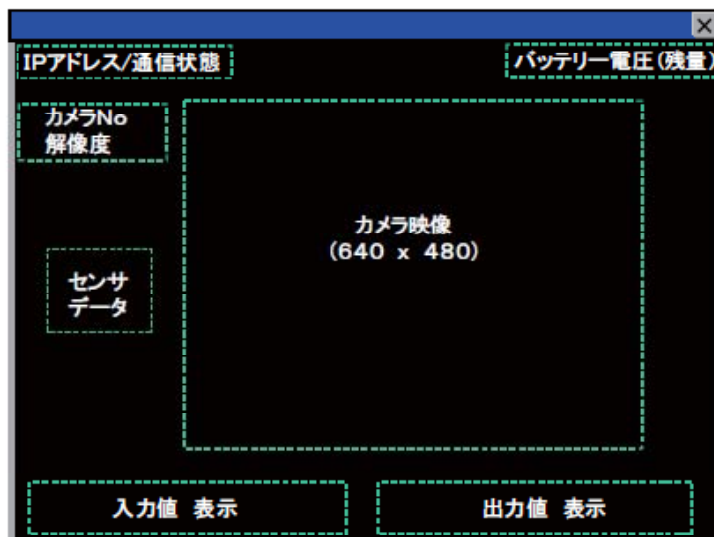 IPアドレス/通信状態
バッテリー電圧(残量)
カメラNo
解像度
カメラ映像
(640 x 480)
センサ
データ
入力値 表示
出力値 表示